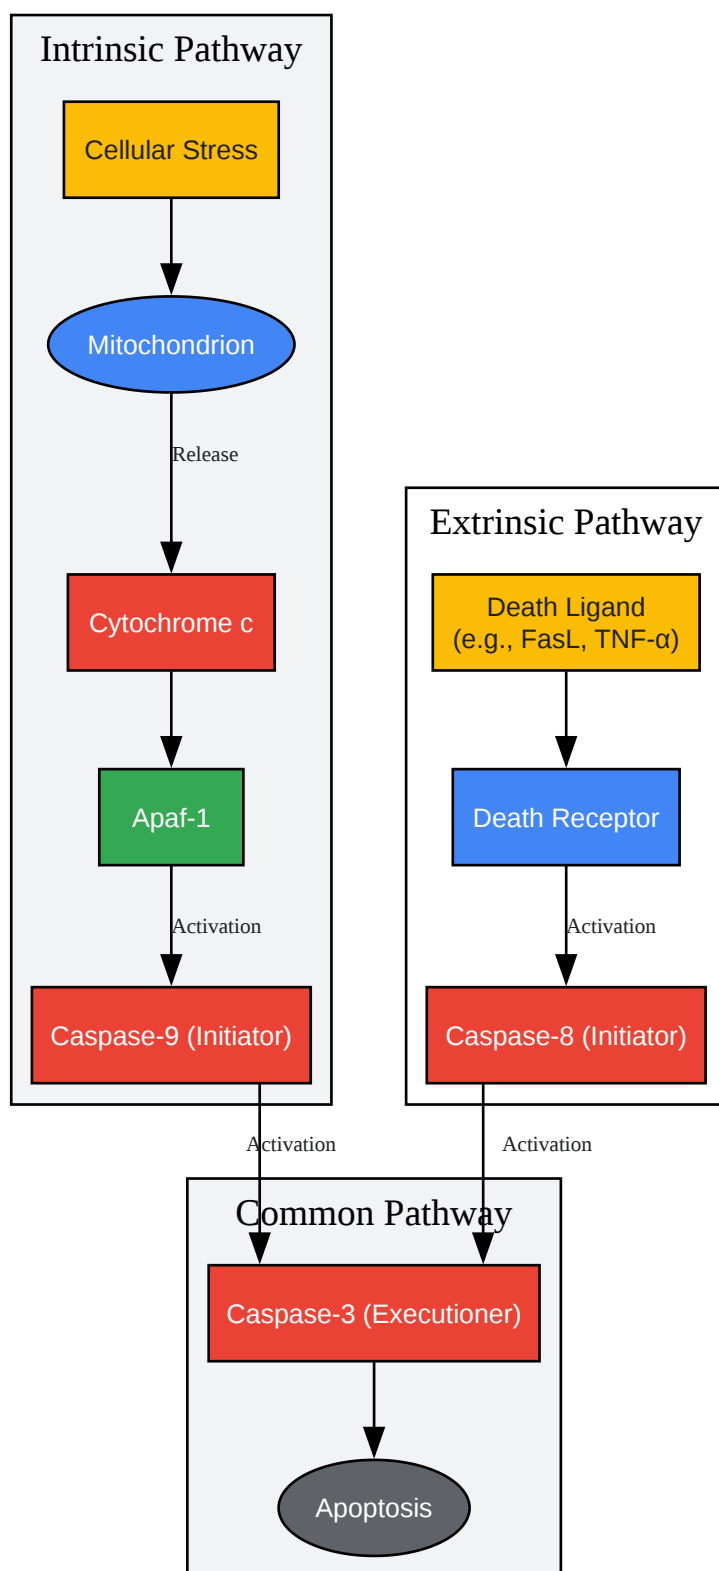 Intrinsic Pathway
Cellular Stress
Mitochondrion
Release
Cytochrome c
Apaf-1
Activation
Caspase-9 (Initiator)
Activation
Extrinsic Pathway
Death Ligand
(e.g., FasL, TNF-α)
Death Receptor
Activation
Caspase-8 (Initiator)
Activation
Common Pathway
Caspase-3 (Executioner)
Apoptosis